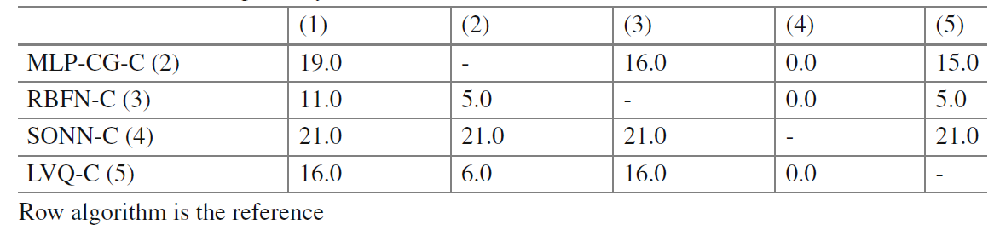 (1) (2) (3) (4) (5)
MLP-CG-C (2) 19.0 - 16.0 0.0 15.0
RBFN-C (3) 11.0 5.0 - 0.0 5.0
SONN-C (4) 21.0 21.0 21.0 - 21.0
LVQ-C (5) 16.0 6.0 16.0 0.0 -
Row algorithm is the reference